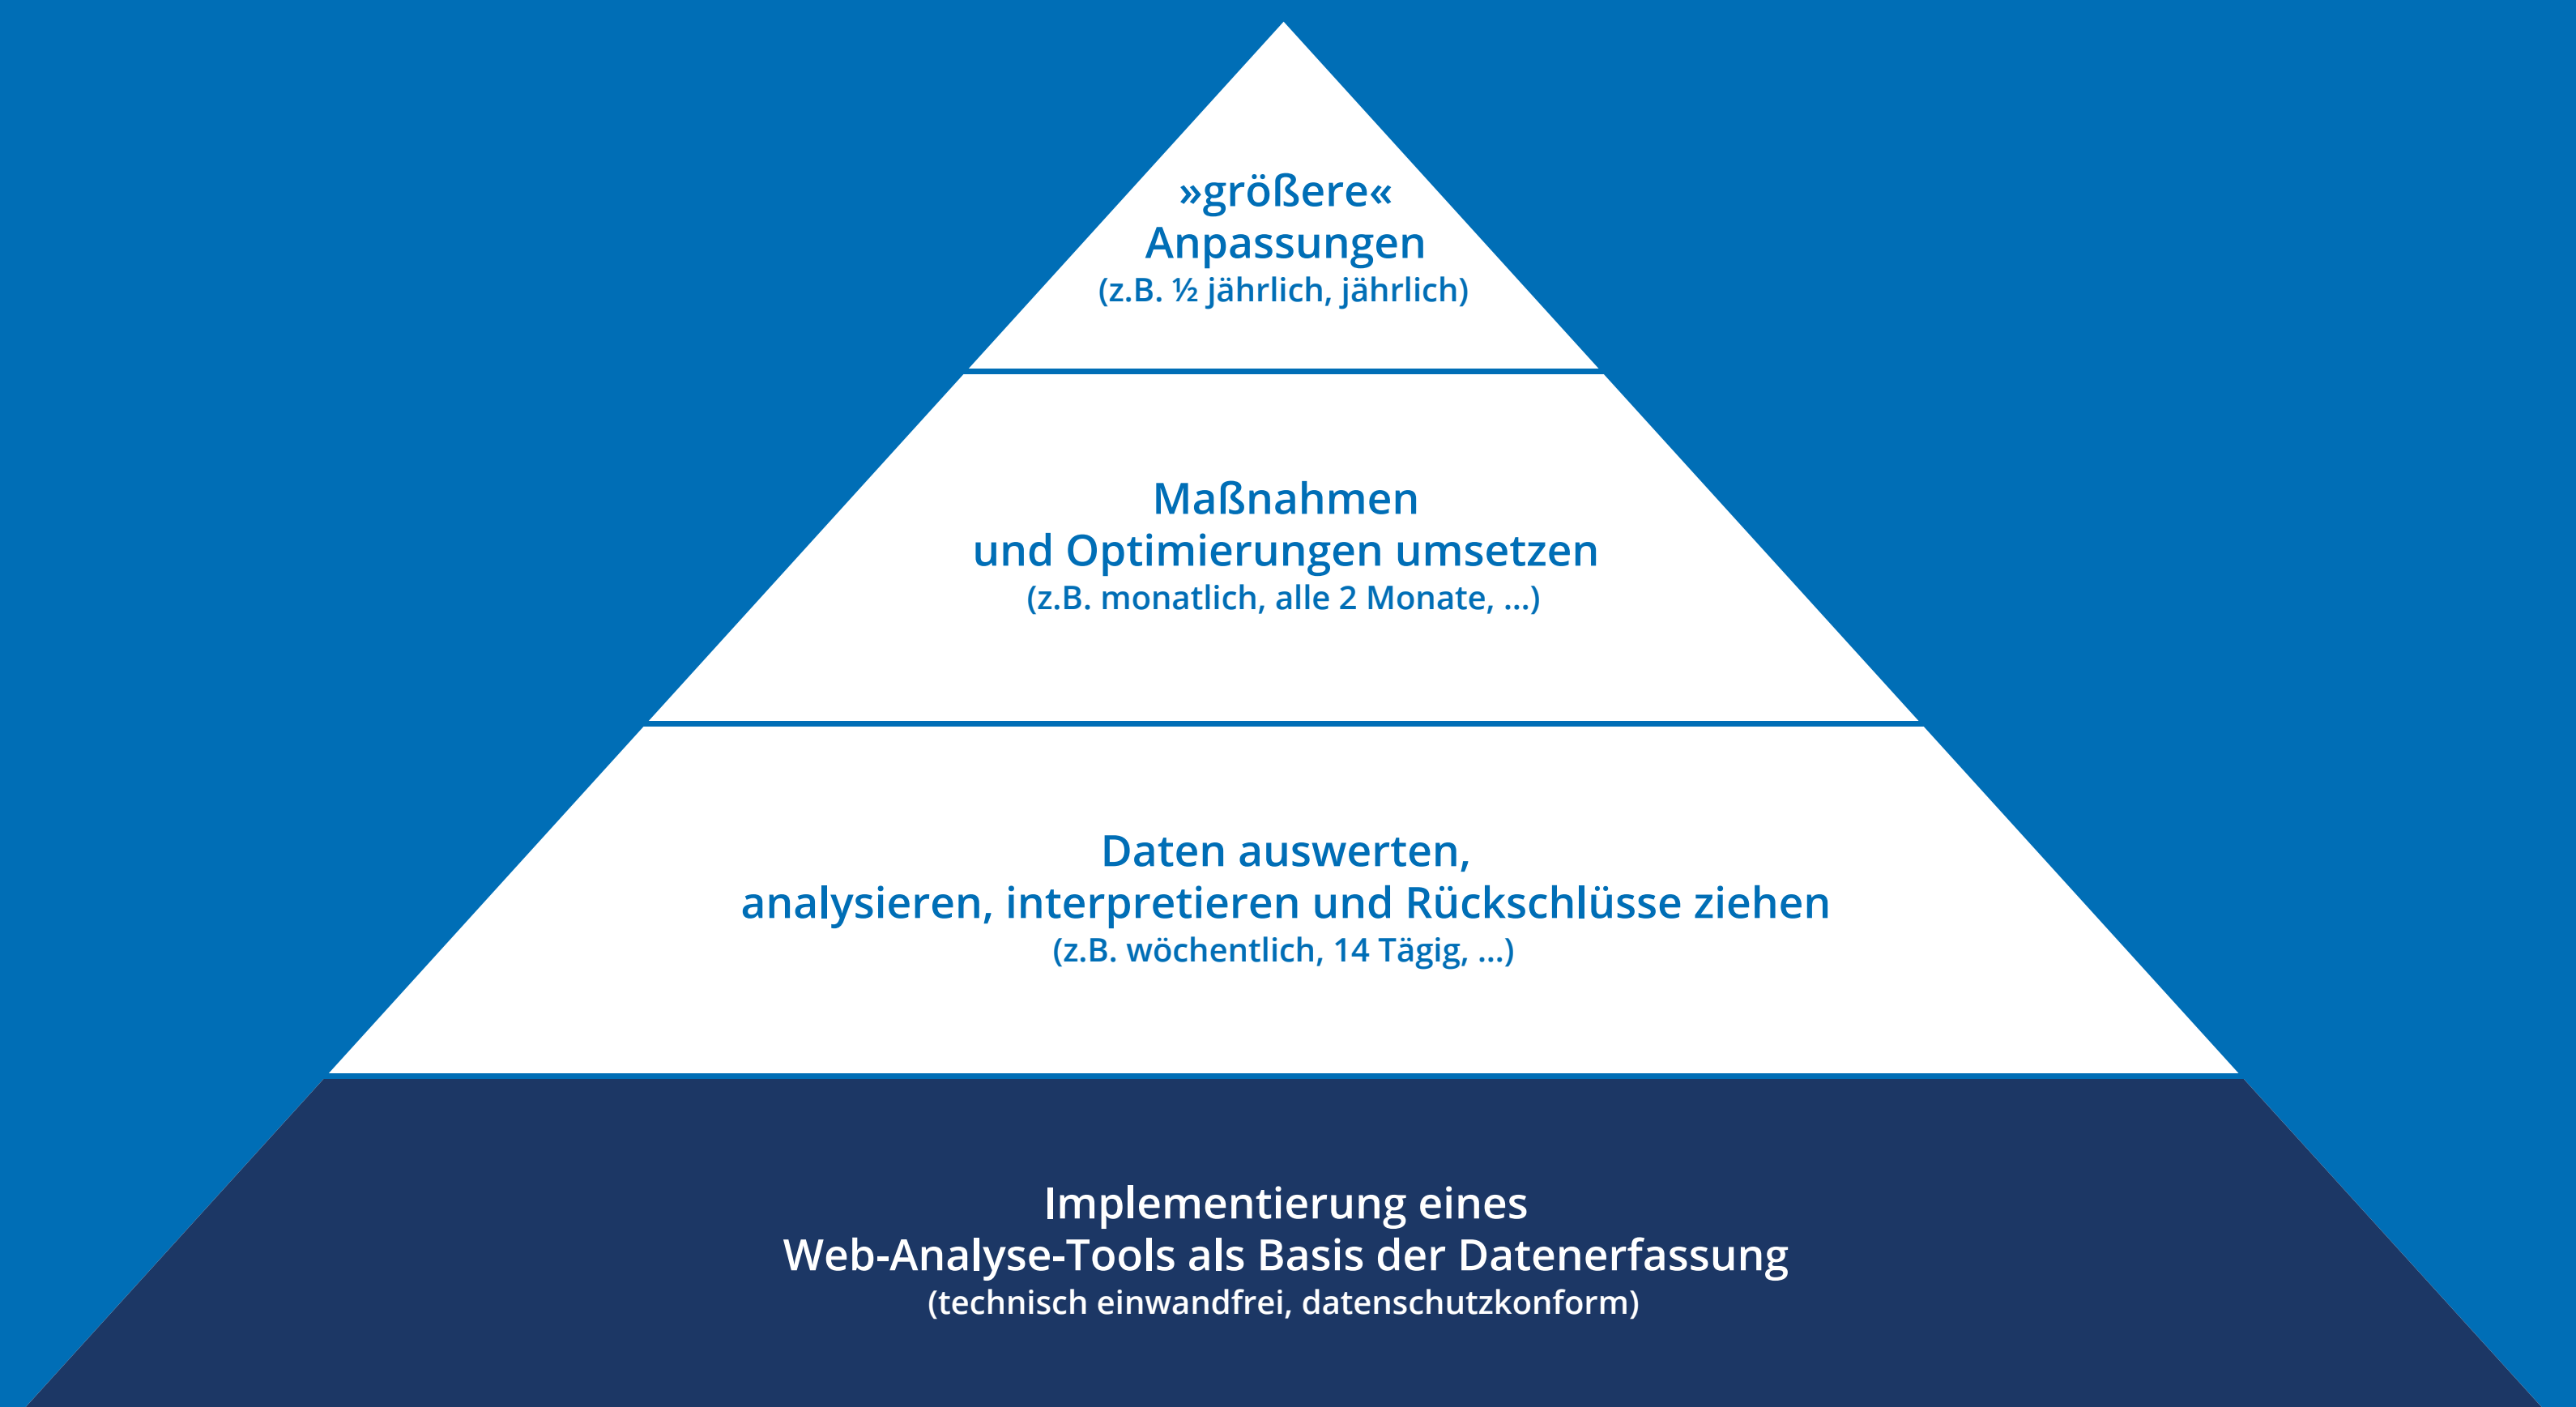 »größere«
Anpassungen
(z.B. ½ jährlich, jährlich)
Maßnahmen
und Optimierungen umsetzen
(z.B. monatlich, alle 2 Monate, ...)
Daten auswerten,
analysieren, interpretieren und Rückschlüsse ziehen
(z.B. wöchentlich, 14 Tägig, ...)
Implementierung eines
Web-Analyse-Tools als Basis der Datenerfassung
(technisch einwandfrei, datenschutzkonform)